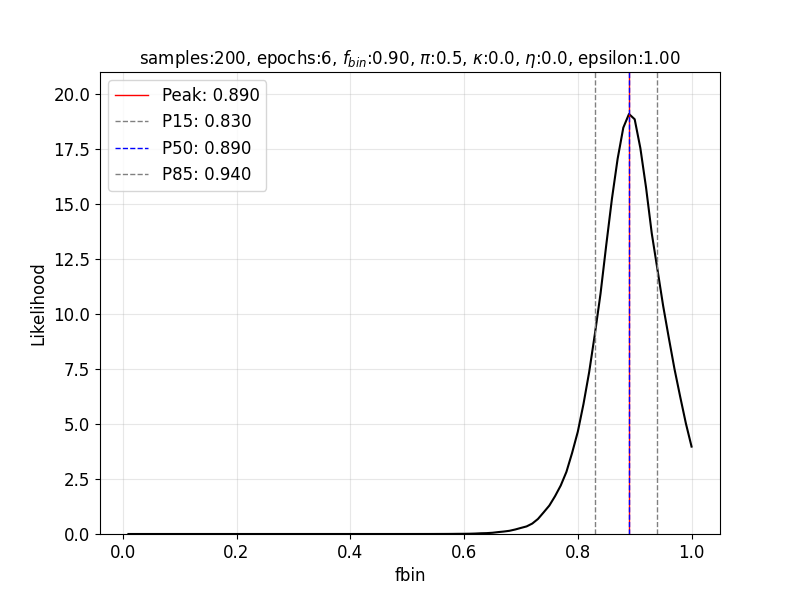 samples:200, epochs:6, f_bin:0.90, π:0.5, κ:0.0, η:0.0, epsilon:1.00
Peak: 0.890
P15: 0.830
P50: 0.890
P85: 0.940
20.0
17.5
15.0
12.5
10.0
7.5
5.0
2.5
0.0
Likelihood
0.0 0.2 0.4 0.6 0.8 1.0
fbin